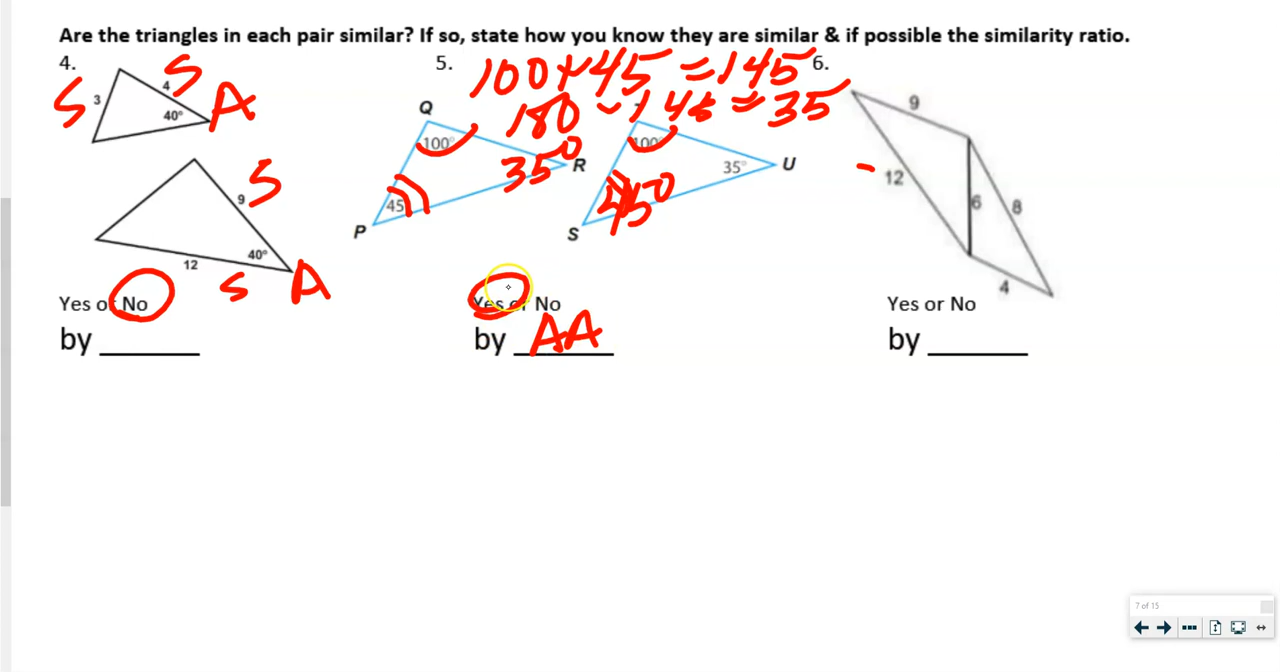 Are the triangles in each pair similar? If so, state how you know they are similar & if possible the similarity ratio.
4.
S
3
4
S
40°
A
9
S
40°
12
S
A
Yes or No
by ______
5.
100+45=145
180-145=35
Q
100°
R
35°
45
P
100°
35°
U
45°
S
Yes or No
by AA
6.
9
12
6
8
4
Yes or No
by ______
7 of 15